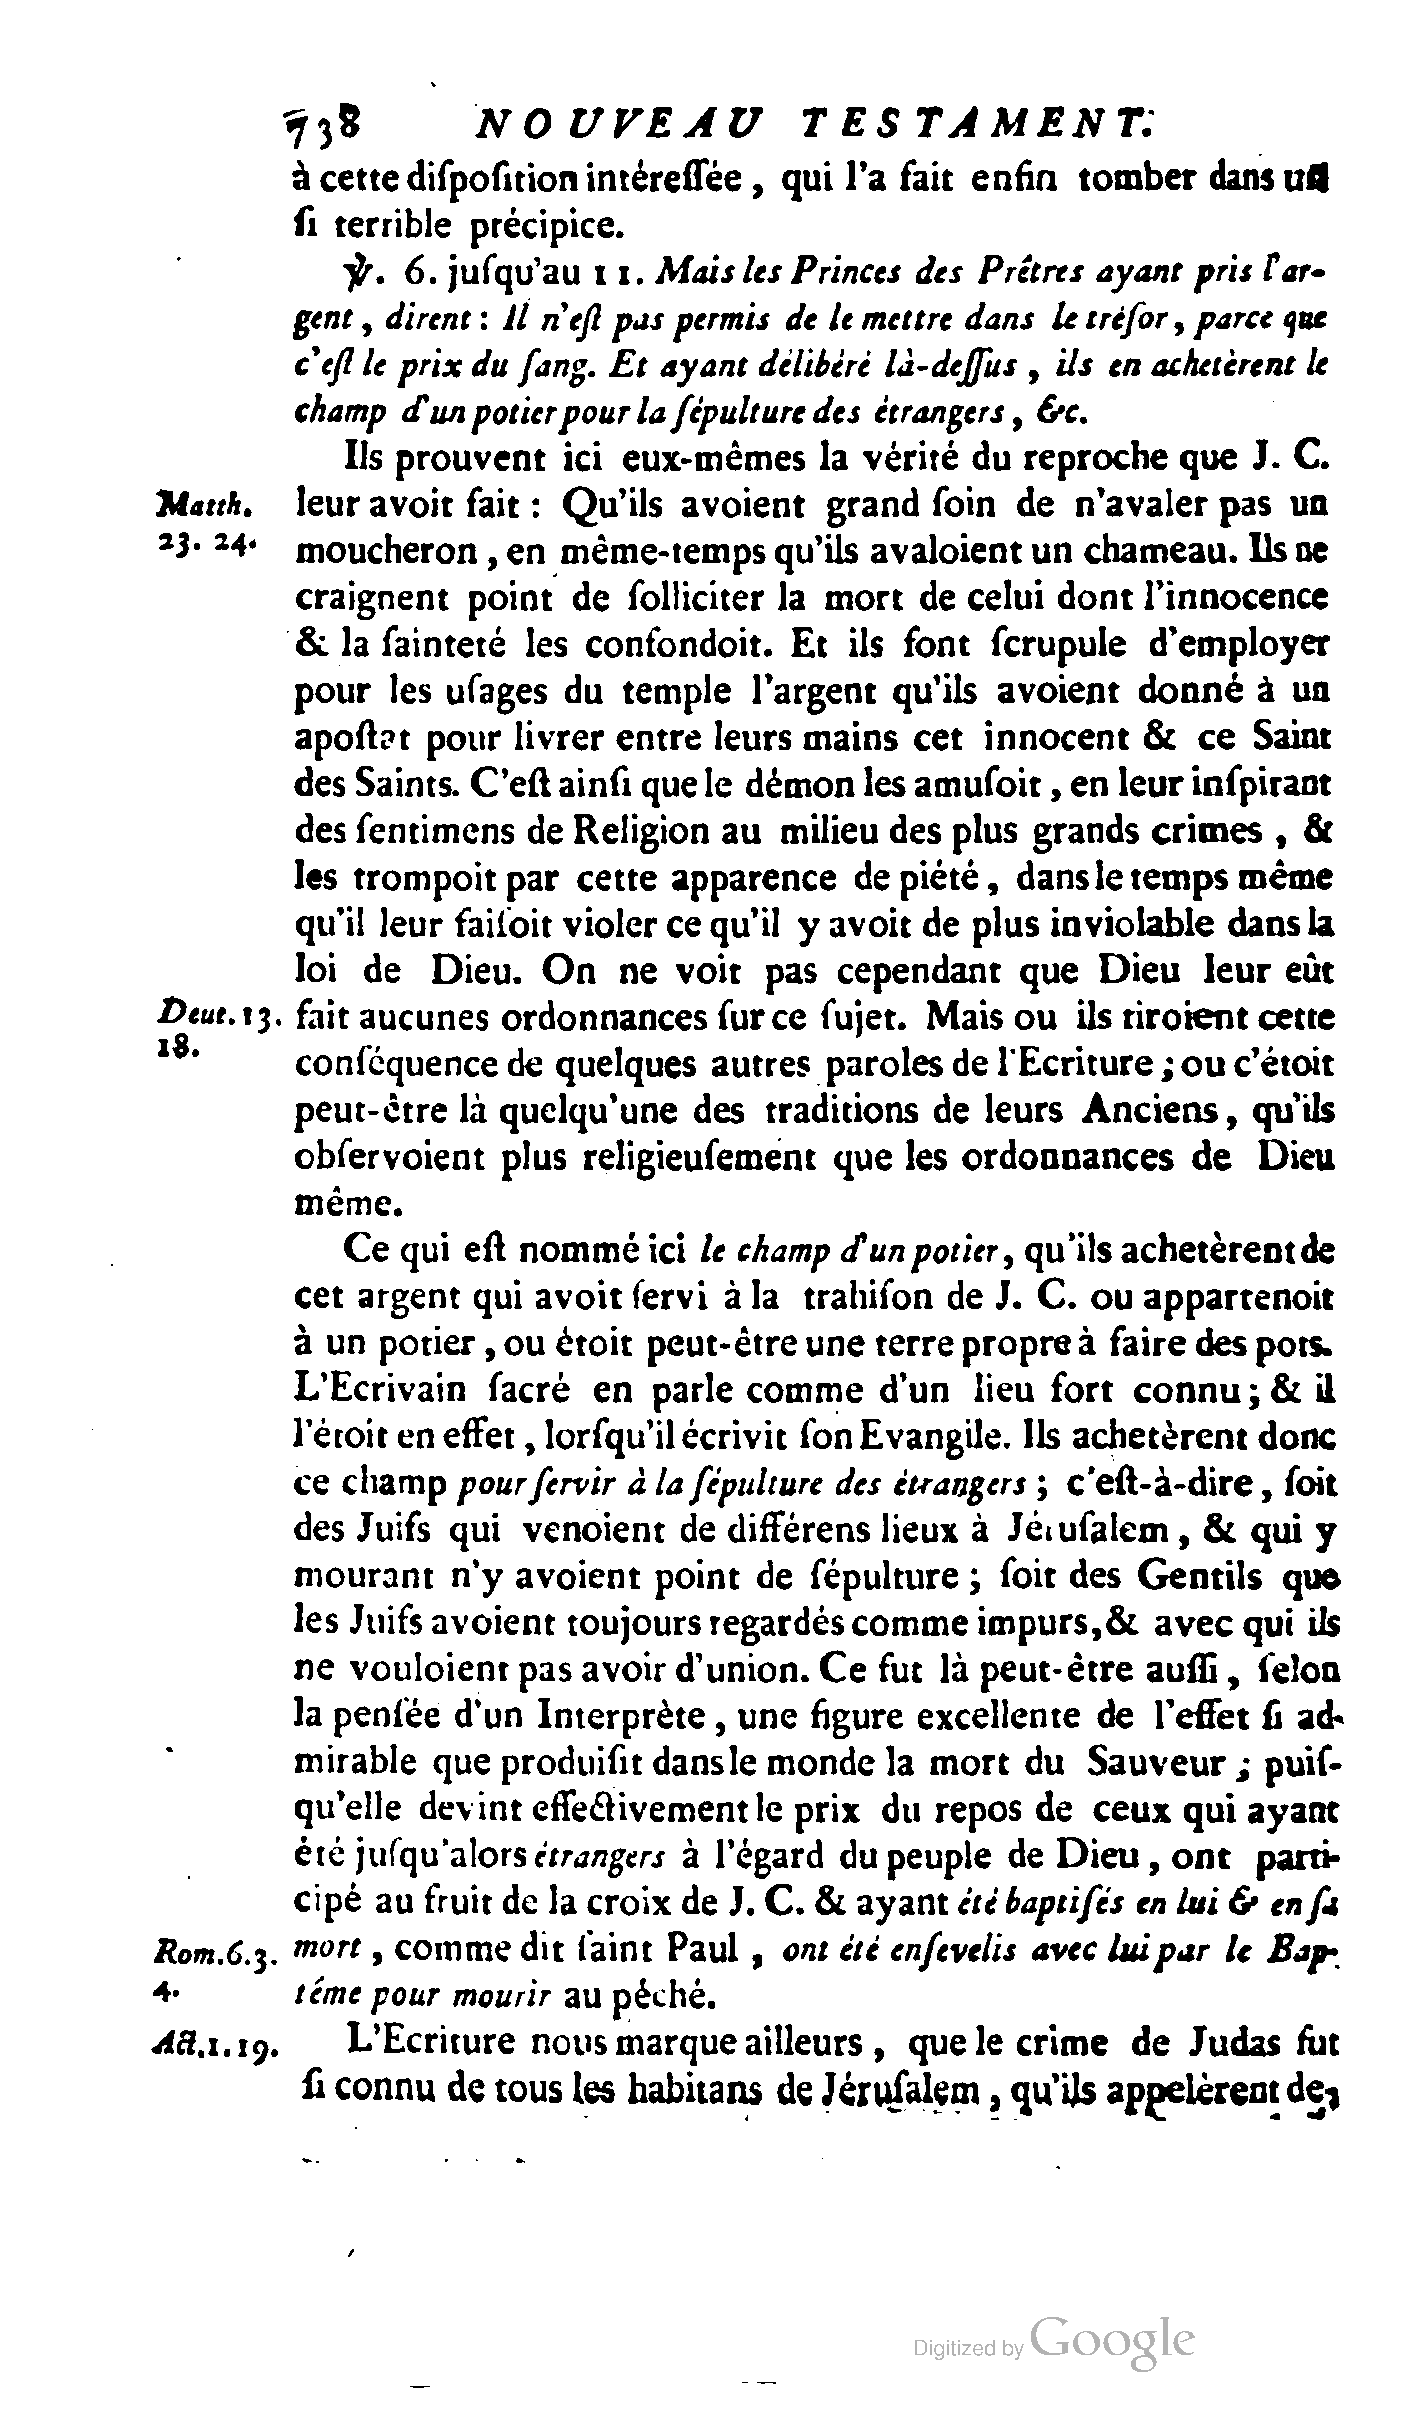 738 NOUVEAU TESTAMENT.
à cette diſpoſition intéreſſée, qui l'a fait enfin tomber dans un
ſi terrible précipice.
℣. 6. juſqu'au 11. Mais les Princes des Prêtres ayant pris l'ar-
gent, dirent : Il n'eſt pas permis de le mettre dans le tréſor, parce que
c'eſt le prix du ſang. Et ayant délibéré là-deſſus, ils en achetèrent le
champ d'un potier pour la ſépulture des étrangers, &c.
Ils prouvent ici eux-mêmes la vérité du reproche que J. C.
Matth. leur avoit fait : Qu'ils avoient grand ſoin de n'avaler pas un
23. 24. moucheron, en même-temps qu'ils avaloient un chameau. Ils ne
craignent point de ſolliciter la mort de celui dont l'innocence
& la ſainteté les confondoit. Et ils font ſcrupule d'employer
pour les uſages du temple l'argent qu'ils avoient donné à un
apoſtat pour livrer entre leurs mains cet innocent & ce Saint
des Saints. C'eſt ainſi que le démon les amuſoit, en leur inſpirant
des ſentimens de Religion au milieu des plus grands crimes, &
les trompoit par cette apparence de piété, dans le temps même
qu'il leur faiſoit violer ce qu'il y avoit de plus inviolable dans la
loi de Dieu. On ne voit pas cependant que Dieu leur eût
Deut. 13. fait aucunes ordonnances ſur ce ſujet. Mais ou ils tiroient cette
18. conſéquence de quelques autres paroles de l'Ecriture ; ou c'étoit
peut-être là quelqu'une des traditions de leurs Anciens, qu'ils
obſervoient plus religieuſement que les ordonnances de Dieu
même.
Ce qui eſt nommé ici le champ d'un potier, qu'ils achetèrent de
cet argent qui avoit ſervi à la trahiſon de J. C. ou appartenoit
à un potier, ou étoit peut-être une terre propre à faire des pots.
L'Ecrivain ſacré en parle comme d'un lieu fort connu ; & il
l'étoit en effet, lorſqu'il écrivit ſon Evangile. Ils achetèrent donc
ce champ pour ſervir à la ſépulture des étrangers ; c'eſt-à-dire, ſoit
des Juifs qui venoient de différens lieux à Jéruſalem, & qui y
mourant n'y avoient point de ſépulture ; ſoit des Gentils que
les Juifs avoient toujours regardés comme impurs, & avec qui ils
ne vouloient pas avoir d'union. Ce fut là peut-être auſſi, ſelon
la penſée d'un Interprète, une figure excellente de l'effet ſi ad-
mirable que produiſit dans le monde la mort du Sauveur ; puiſ-
qu'elle devint effectivement le prix du repos de ceux qui ayant
été juſqu'alors étrangers à l'égard du peuple de Dieu, ont parti-
cipé au fruit de la croix de J. C. & ayant été baptiſés en lui & en ſa
Rom. 6. 3. mort, comme dit ſaint Paul, ont été enſevelis avec lui par le Bap-
4. tême pour mourir au péché.
Act. 1. 19. L'Ecriture nous marque ailleurs, que le crime de Judas fut
ſi connu de tous les habitans de Jéruſalem, qu'ils appelèrent de-
Digitized by Google